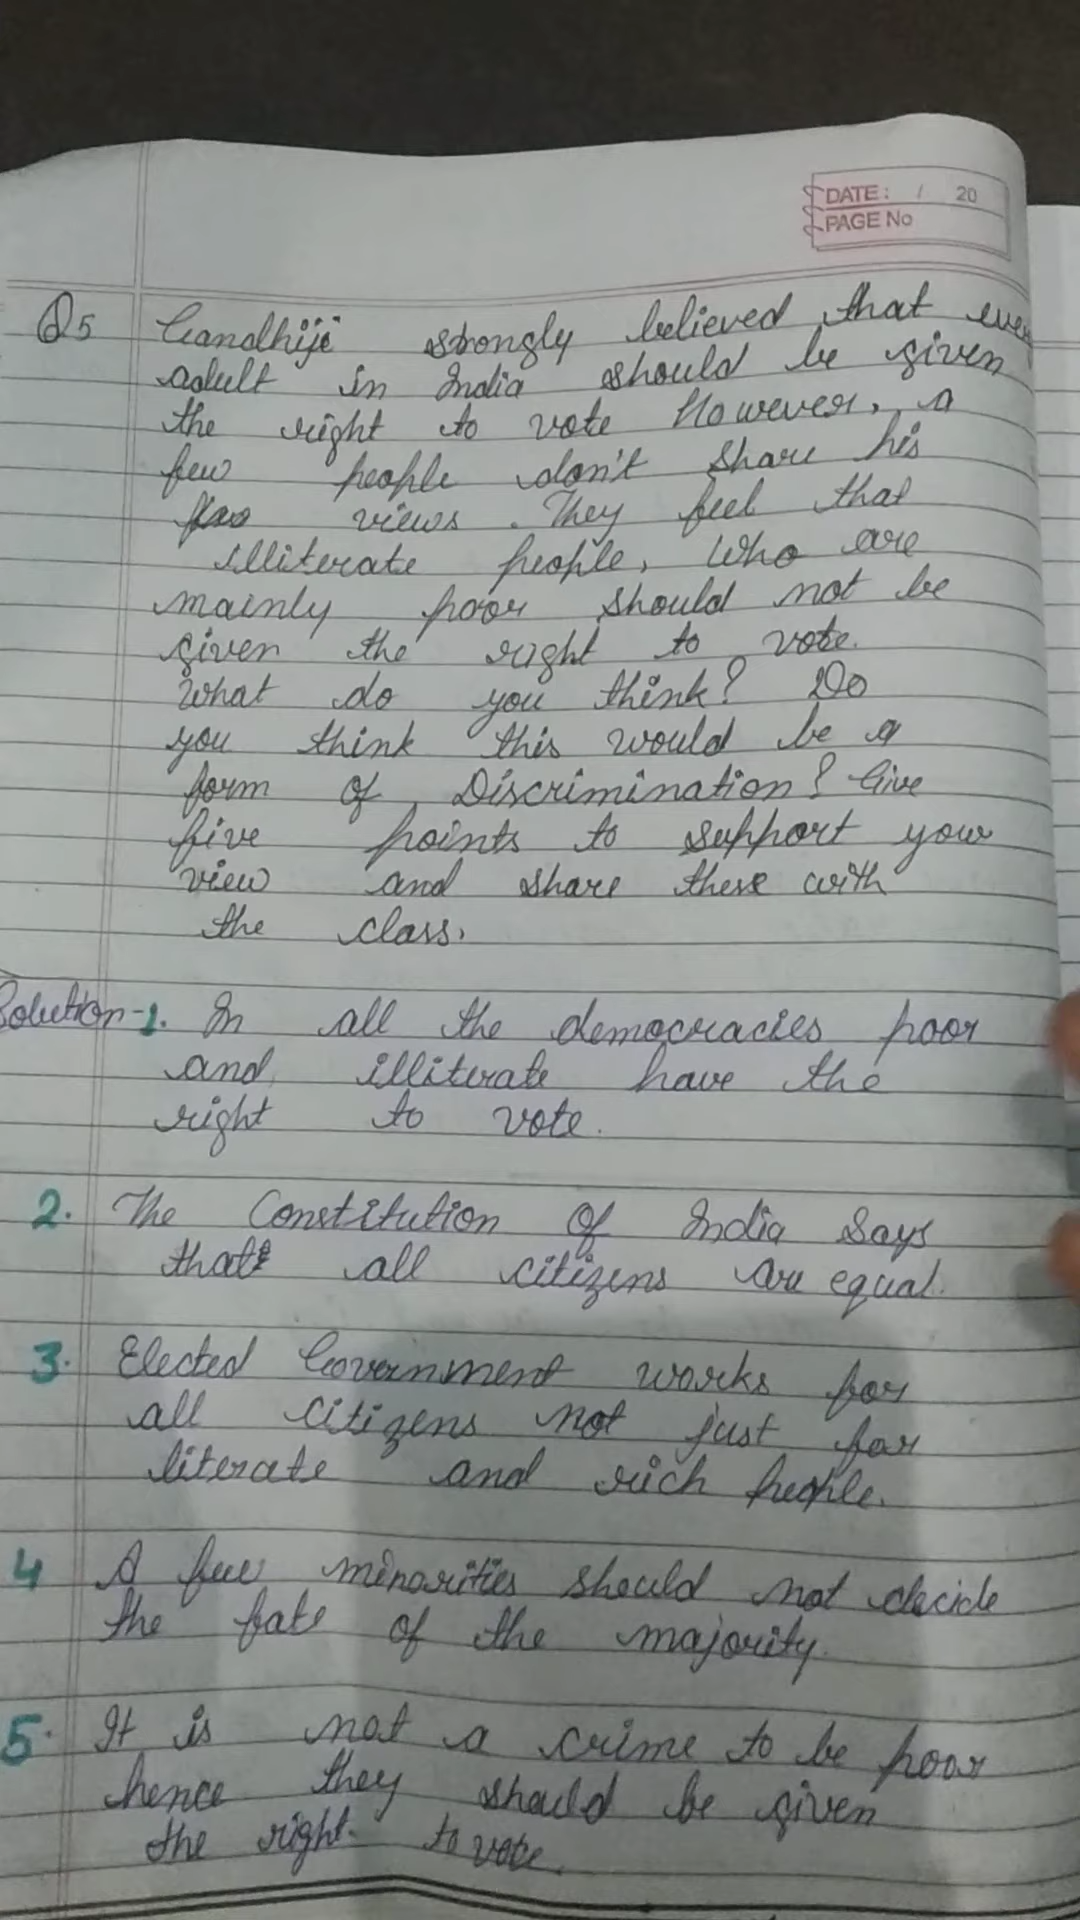 DATE: / 20
PAGE No
Q5 Gandhiji strongly believed that every
adult in India should be given
the right to vote However, a
few people don't share his
views. They feel that
illiterate people, Who are
mainly poor should not be
given the right to vote.
What do you think? Do
you think this would be a
form of Discrimination? Give
five points to support your
view and share these with
the class.
Solution-1. In all the democracies poor
and illiterate have the
right to vote.
2. The Constitution Of India Says
that all citizens are equal.
3. Elected Government works for
all citizens not just for
literate and rich people.
4 A few minorities should not decide
the fate of the majority.
5. It is not a crime to be poor
hence they should be given
the right to vote.